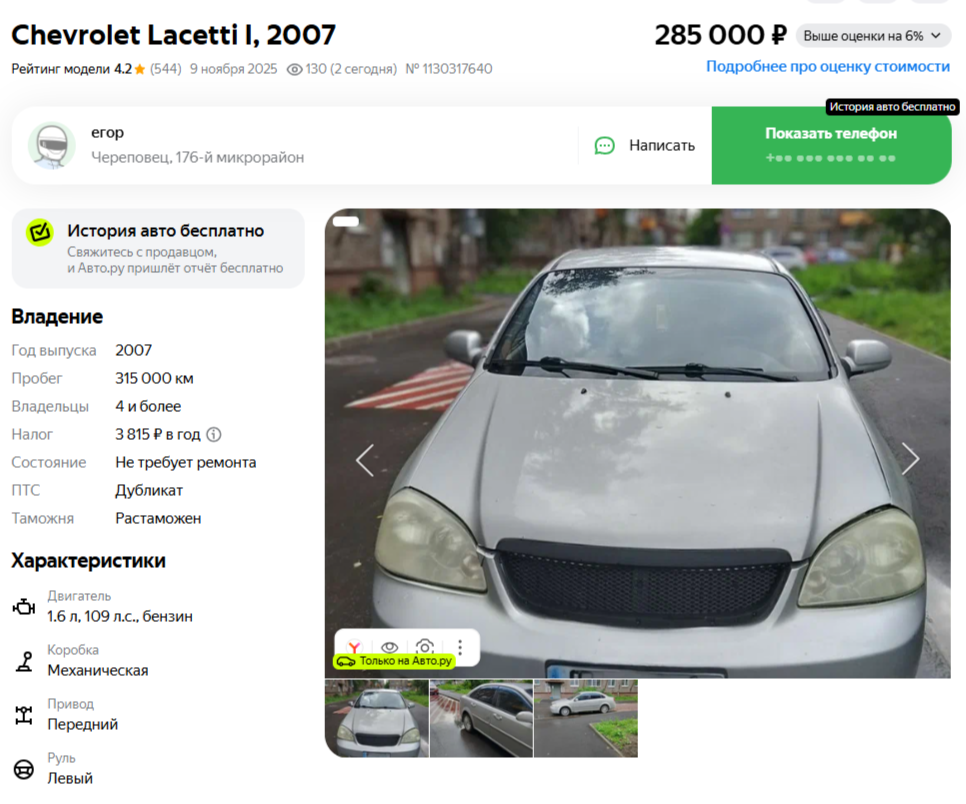 Chevrolet Lacetti I, 2007
285 000 ₽ Выше оценки на 6%
Рейтинг модели 4.2 (544) 9 ноября 2025 130 (2 сегодня) № 1130317640
Подробнее про оценку стоимости
История авто бесплатно
егор
Череповец, 176-й микрорайон
Написать
Показать телефон
+•• ••• ••• •• ••
История авто бесплатно
Свяжитесь с продавцом,
и Авто.ру пришлёт отчёт бесплатно
Владение
Год выпуска 2007
Пробег 315 000 км
Владельцы 4 и более
Налог 3 815 ₽ в год
Состояние Не требует ремонта
ПТС Дубликат
Таможня Растаможен
Характеристики
Двигатель
1.6 л, 109 л.с., бензин
Коробка
Механическая
Привод
Передний
Руль
Левый
Только на Авто.ру